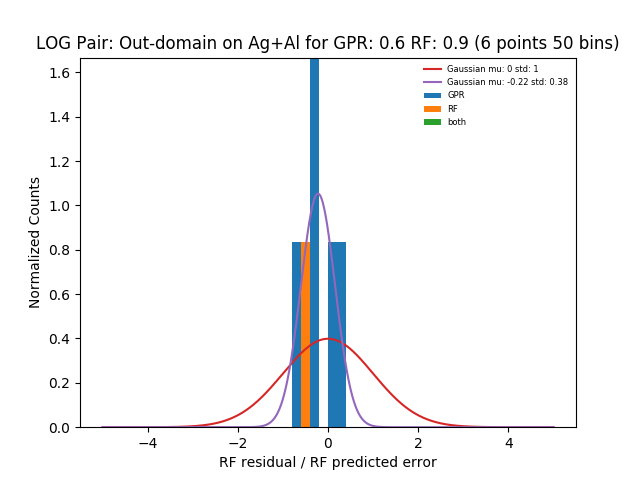 LOG Pair: Out-domain on Ag+Al for GPR: 0.6 RF: 0.9 (6 points 50 bins)
Gaussian mu: 0 std: 1
Gaussian mu: -0.22 std: 0.38
GPR
RF
both
Normalized Counts
1.6
1.4
1.2
1.0
0.8
0.6
0.4
0.2
0.0
−4
−2
0
2
4
RF residual / RF predicted error